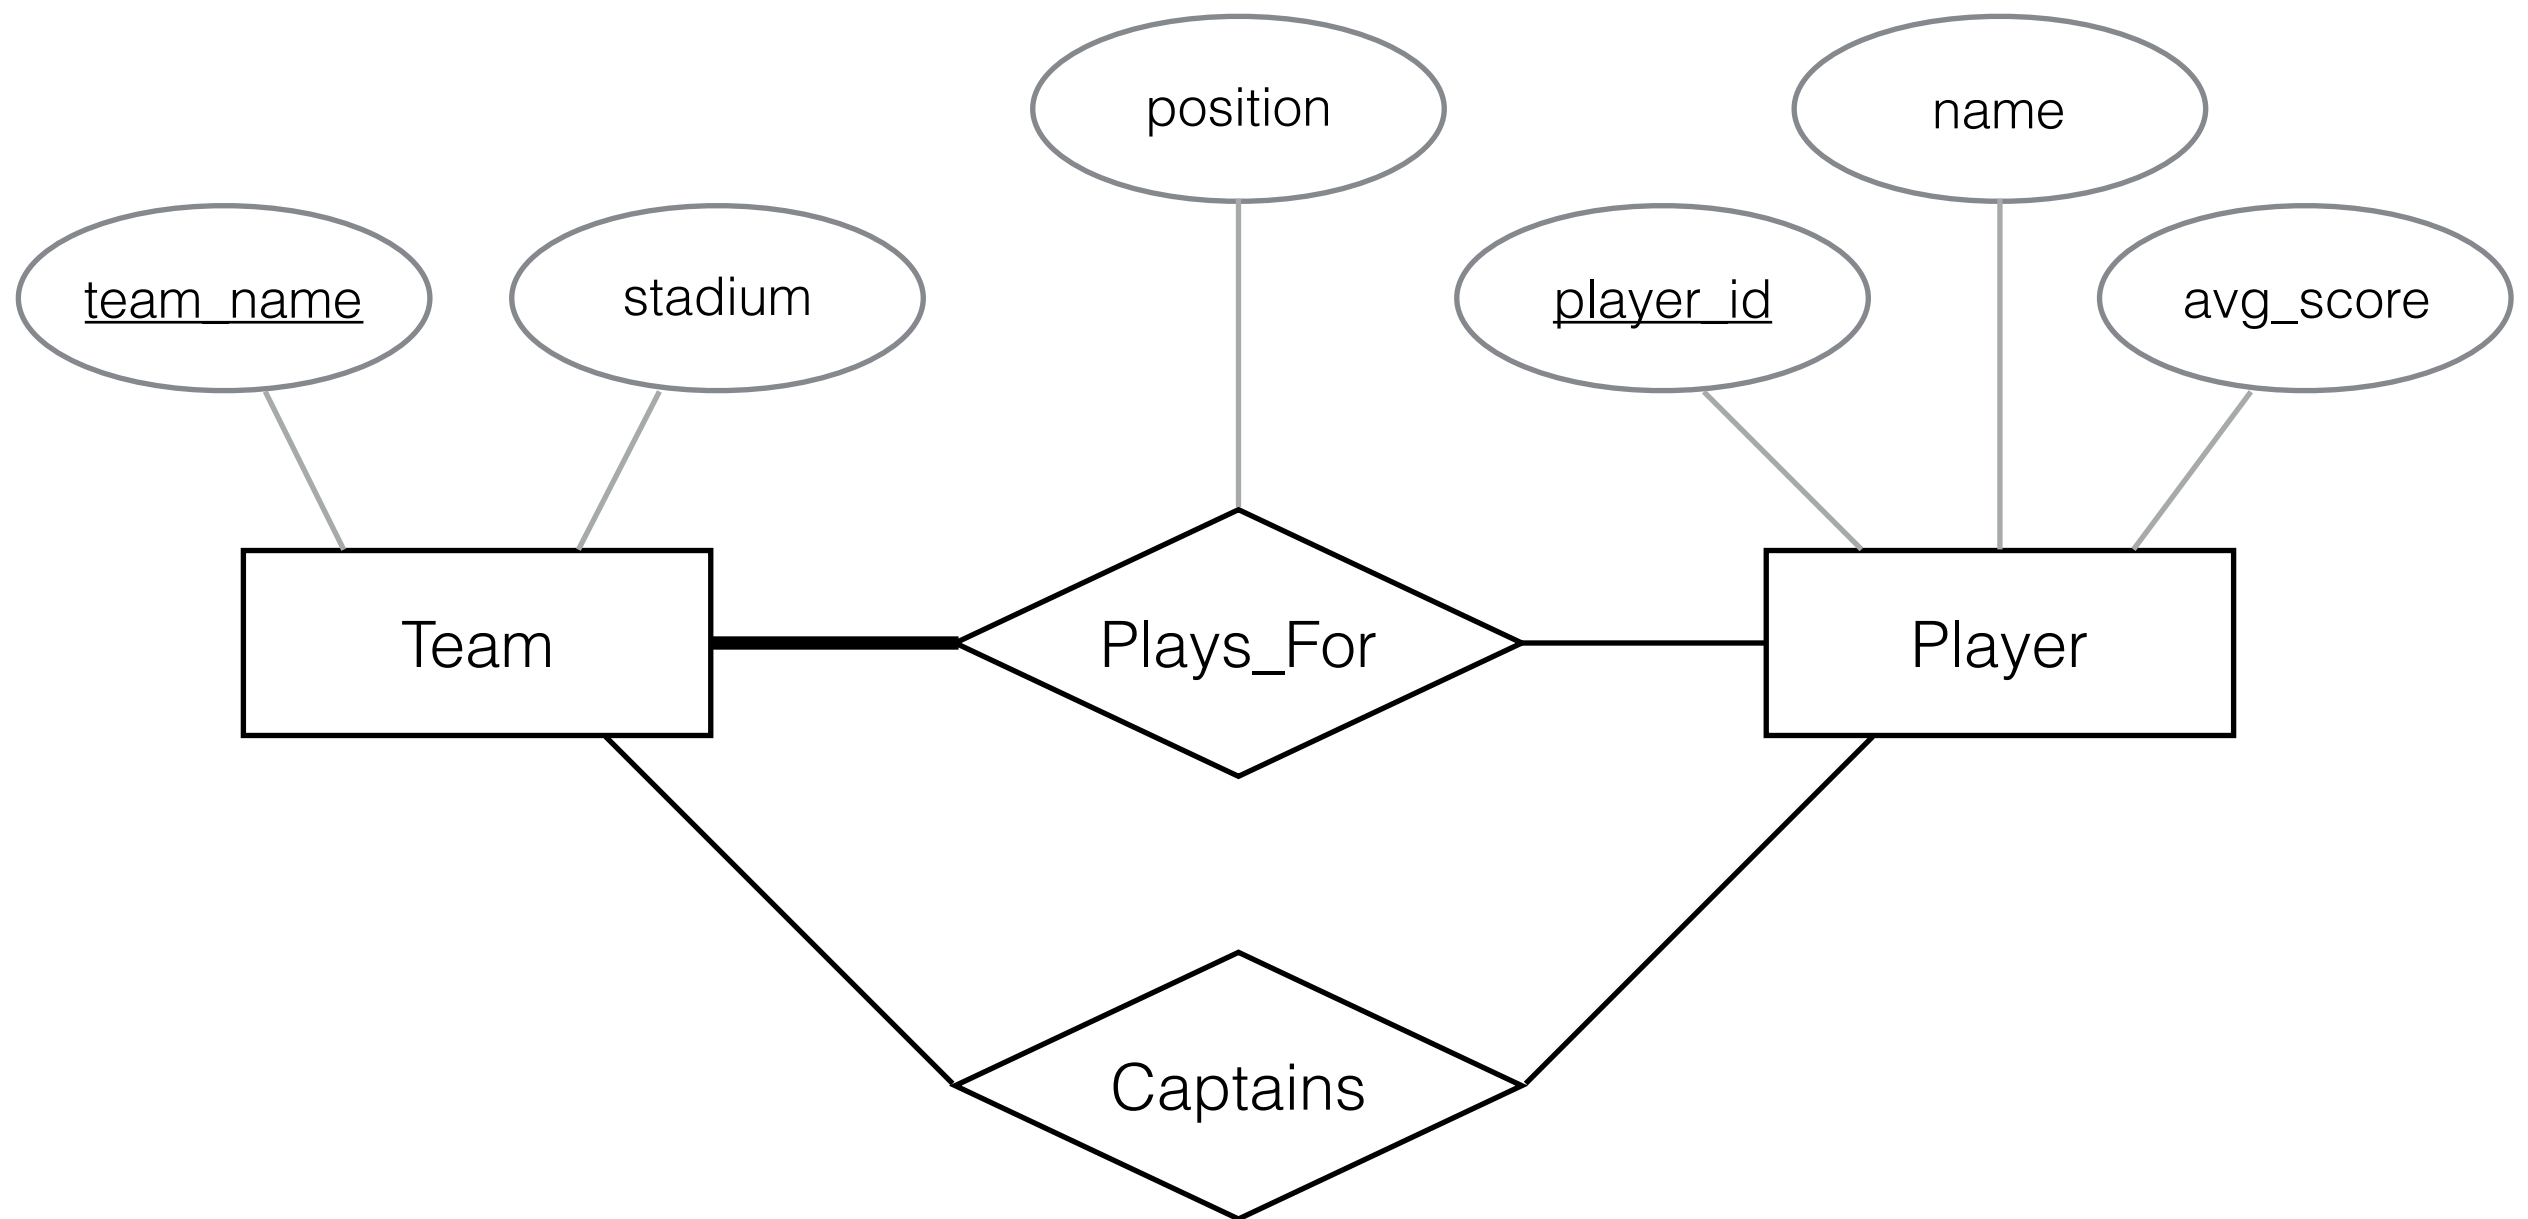 position
name
team_name
stadium
player_id
avg_score
Team
Plays_For
Player
Captains